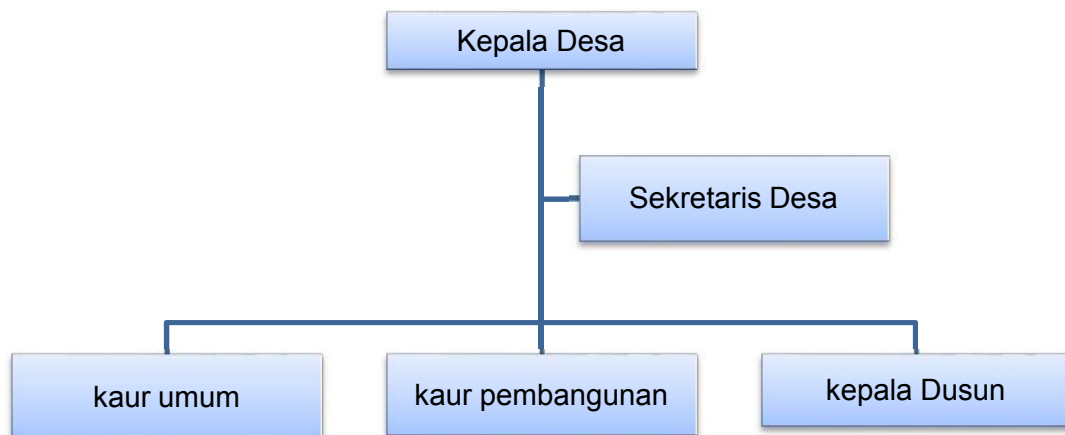 Kepala Desa
Sekretaris Desa
kaur umum
kaur pembangunan
kepala Dusun